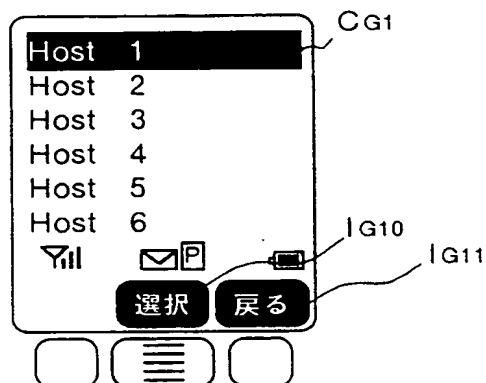 CG1
Host 1
Host 2
Host 3
Host 4
Host 5
Host 6
P
IG10
IG11
選択 戻る